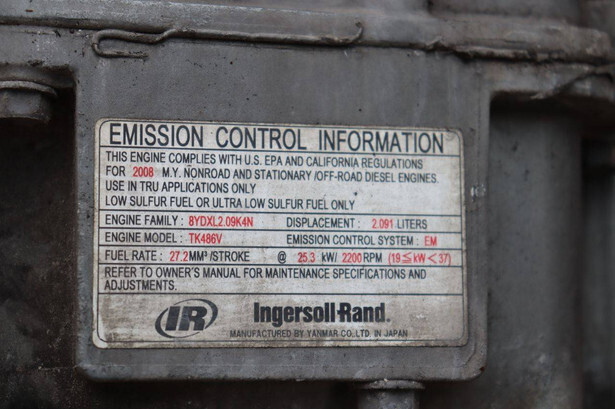 EMISSION CONTROL INFORMATION
THIS ENGINE COMPLIES WITH U.S. EPA AND CALIFORNIA REGULATIONS
FOR 2008 M.Y. NONROAD AND STATIONARY /OFF-ROAD DIESEL ENGINES.
USE IN TRU APPLICATIONS ONLY
LOW SULFUR FUEL OR ULTRA LOW SULFUR FUEL ONLY
ENGINE FAMILY : 8YDXL2.09K4N DISPLACEMENT : 2.091 LITERS
ENGINE MODEL : TK486V EMISSION CONTROL SYSTEM : EM
FUEL RATE : 27.2 MM³ /STROKE @ 25.3 kW/ 2200 RPM (19≦kW<37)
REFER TO OWNER'S MANUAL FOR MAINTENANCE SPECIFICATIONS AND
ADJUSTMENTS.
IR Ingersoll-Rand.
MANUFACTURED BY YANMAR CO., LTD. IN JAPAN